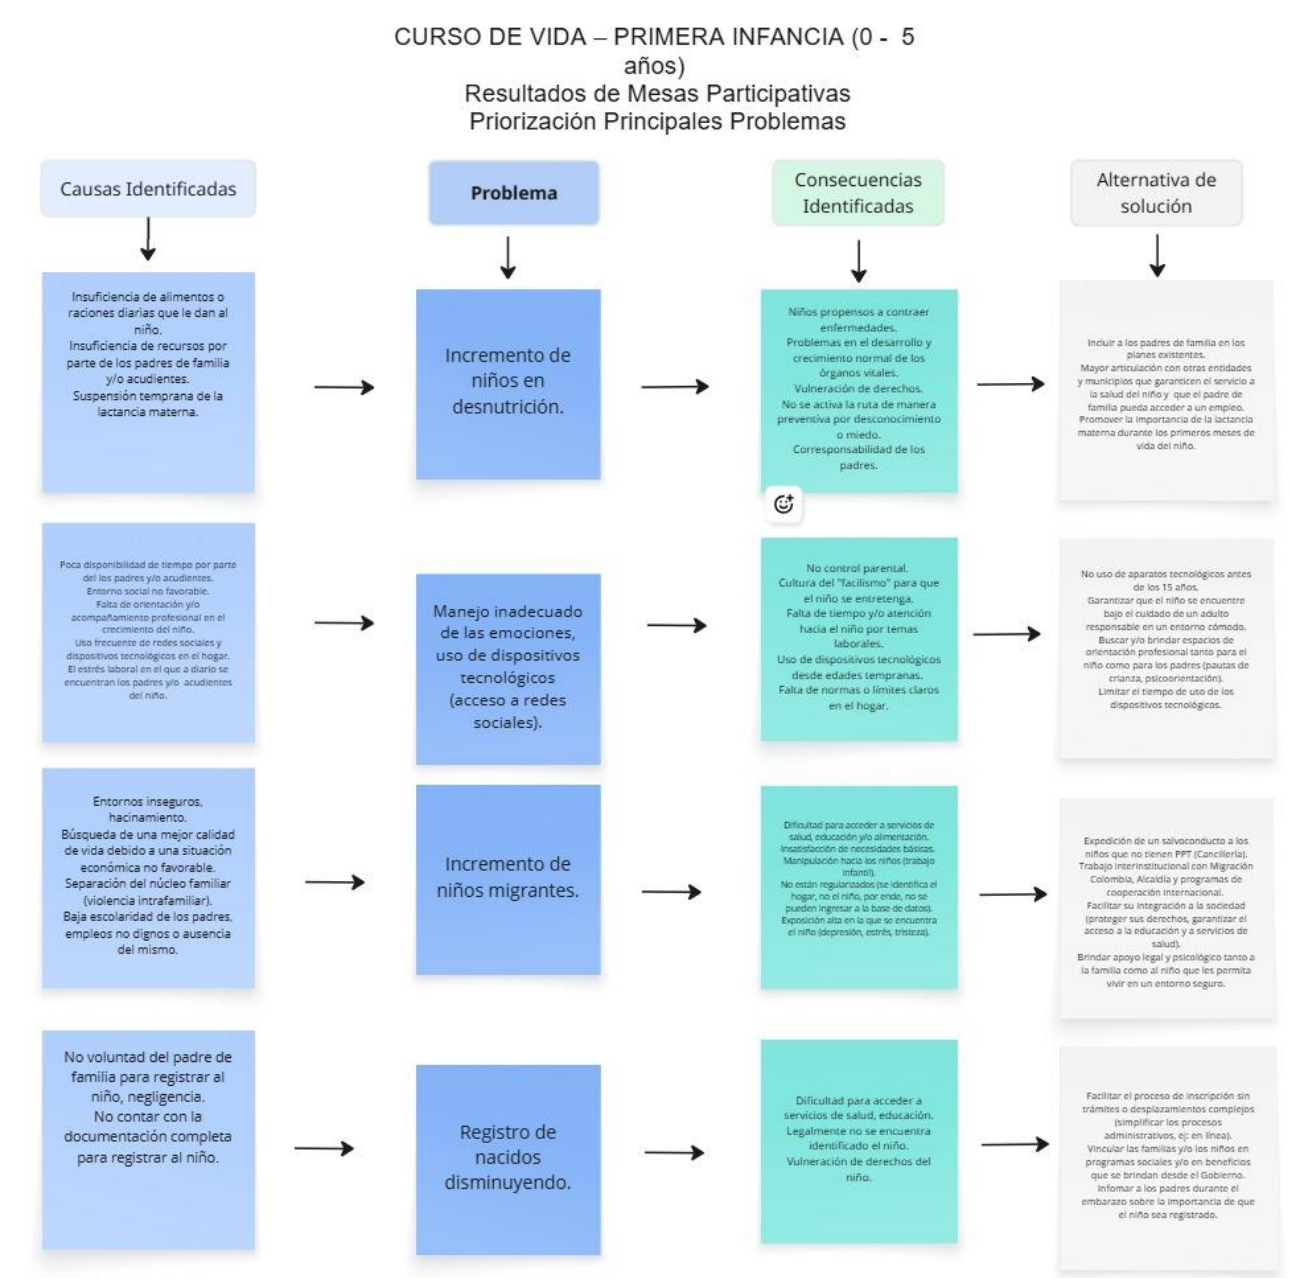 CURSO DE VIDA – PRIMERA INFANCIA (0 - 5
años)
Resultados de Mesas Participativas
Priorización Principales Problemas
Causas Identificadas
Problema
Consecuencias
Identificadas
Alternativa de
solución
Insuficiencia de alimentos o
raciones diarias que le dan al
niño.
Insuficiencia de recursos por
parte de los padres de familia
y/o acudientes.
Suspensión temprana de la
lactancia materna.
Incremento de
niños en
desnutrición.
Niños propensos a contraer
enfermedades.
Problemas en el desarrollo y
crecimiento normal de los
órganos vitales.
Vulneración de derechos.
No se activa la ruta de manera
preventiva por desconocimiento
o miedo.
Corresponsabilidad de los
padres.
Incluir a los padres de familia en los
planes existentes.
Mayor articulación con otras entidades
y municipios que garanticen el servicio a
la salud del niño y que el padre de
familia pueda acceder a un empleo.
Promover la importancia de la lactancia
materna durante los primeros meses de
vida del niño.
Poca disponibilidad de tiempo por parte
del los padres y/o acudientes.
Entorno social no favorable.
Falta de orientación y/o
acompañamiento profesional en el
crecimiento del niño.
Uso frecuente de redes sociales y
dispositivos tecnológicos en el hogar.
El estrés laboral en el que a diario se
encuentran los padres y/o acudientes
del niño.
Manejo inadecuado
de las emociones,
uso de dispositivos
tecnológicos
(acceso a redes
sociales).
No control parental.
Cultura del "facilismo" para que
el niño se entretenga.
Falta de tiempo y/o atención
hacia el niño por temas
laborales.
Uso de dispositivos tecnológicos
desde edades tempranas.
Falta de normas o límites claros
en el hogar.
No uso de aparatos tecnológicos antes
de los 15 años.
Garantizar que el niño se encuentre
bajo el cuidado de un adulto
responsable en un entorno cómodo.
Buscar y/o brindar espacios de
orientación profesional tanto para el
niño como para los padres (pautas de
crianza, psicoorientación).
Limitar el tiempo de uso de los
dispositivos tecnológicos.
Entornos inseguros,
hacinamiento.
Búsqueda de una mejor calidad
de vida debido a una situación
económica no favorable.
Separación del núcleo familiar
(violencia intrafamiliar).
Baja escolaridad de los padres,
empleos no dignos o ausencia
del mismo.
Incremento de
niños migrantes.
Dificultad para acceder a servicios de
salud, educación y/o alimentación.
Insatisfacción de necesidades básicas.
Manipulación hacia los niños (trabajo
infantil).
No están regularizados (se identifica el
hogar, no el niño, por ende, no se
pueden ingresar a la base de datos).
Exposición alta en la que se encuentra
el niño (depresión, estrés, tristeza).
Expedición de un salvoconducto a los
niños que no tienen PPT (Cancillería).
Trabajo interinstitucional con Migración
Colombia, Alcaldía y programas de
cooperación internacional.
Facilitar su integración a la sociedad
(proteger sus derechos, garantizar el
acceso a la educación y a servicios de
salud).
Brindar apoyo legal y psicológico tanto a
la familia como al niño que les permita
vivir en un entorno seguro.
No voluntad del padre de
familia para registrar al
niño, negligencia.
No contar con la
documentación completa
para registrar al niño.
Registro de
nacidos
disminuyendo.
Dificultad para acceder a
servicios de salud, educación.
Legalmente no se encuentra
identificado el niño.
Vulneración de derechos del
niño.
Facilitar el proceso de inscripción sin
trámites o desplazamientos complejos
(simplificar los procesos
administrativos, ej: en línea).
Vincular las familias y/o los niños en
programas sociales y/o en beneficios
que se brindan desde el Gobierno.
Infomar a los padres durante el
embarazo sobre la importancia de que
el niño sea registrado.